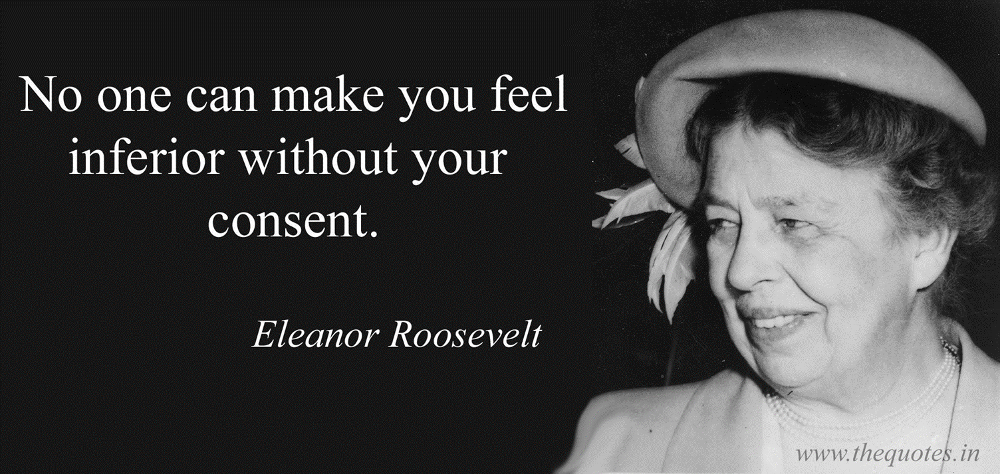 No one can make you feel
inferior without your
consent.
Eleanor Roosevelt
www.thequotes.in